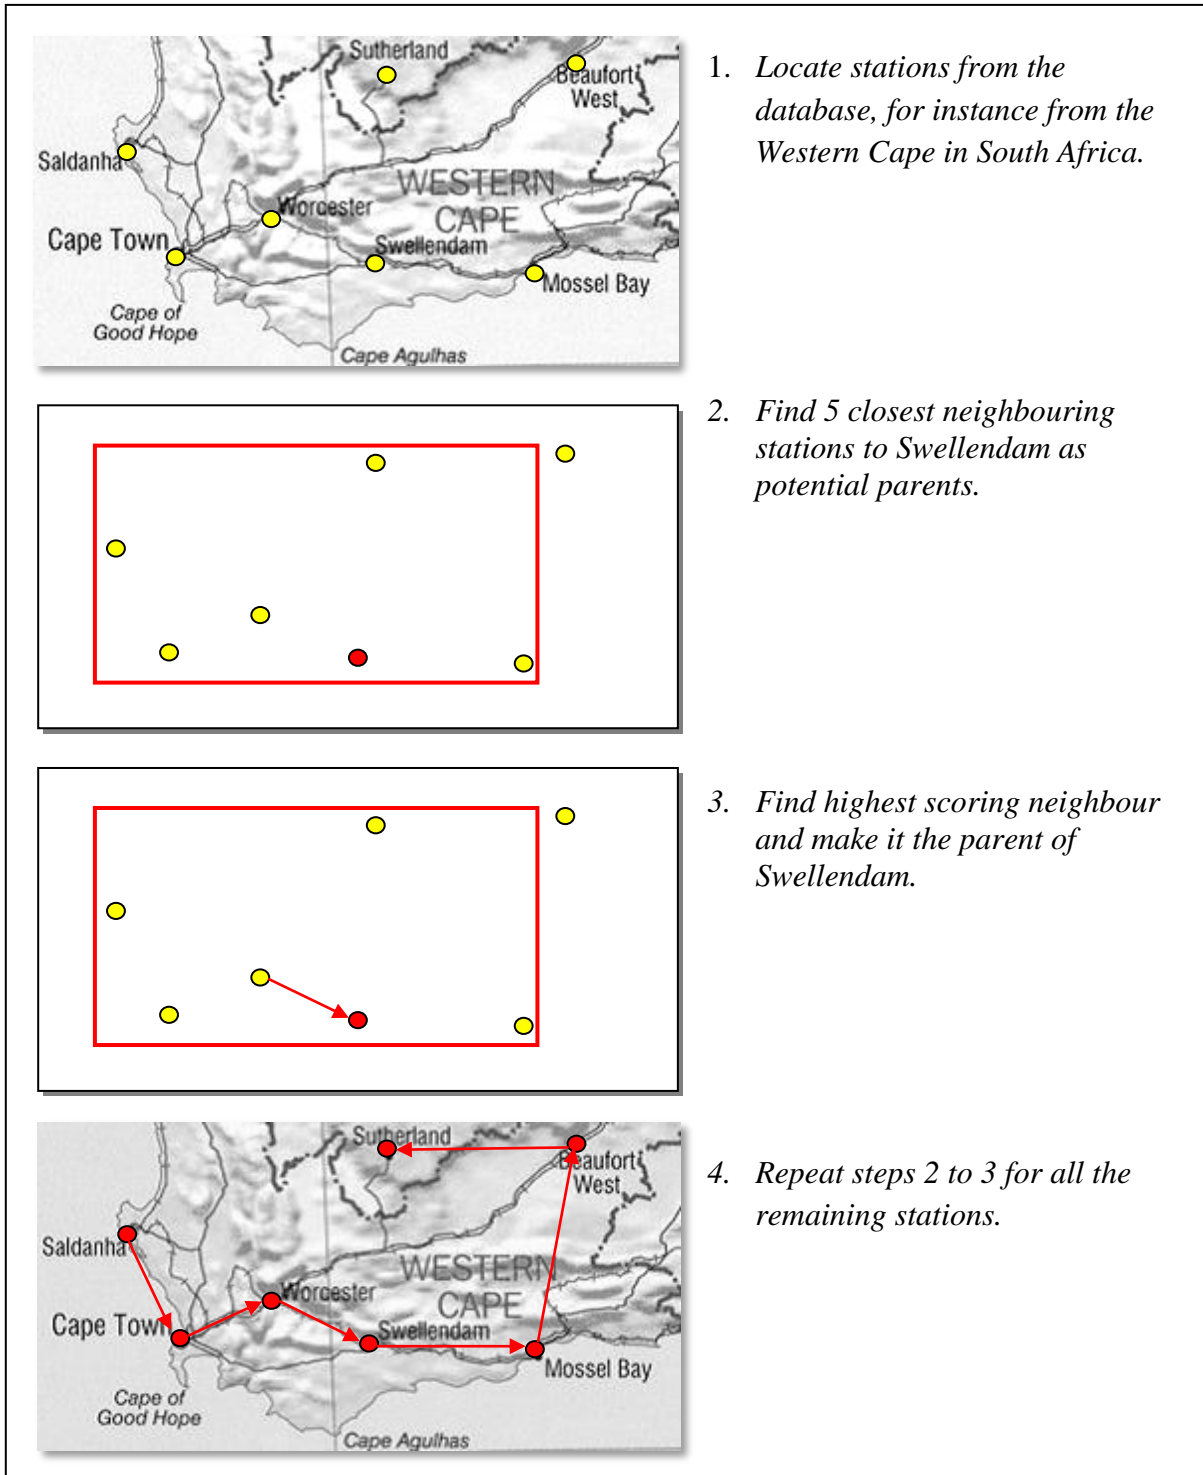 Sutherland
Beaufort
West
Saldanha
WESTERN
CAPE
Worcester
Cape Town
Swellendam
Mossel Bay
Cape of
Good Hope
Cape Agulhas
1. Locate stations from the
database, for instance from the
Western Cape in South Africa.
2. Find 5 closest neighbouring
stations to Swellendam as
potential parents.
3. Find highest scoring neighbour
and make it the parent of
Swellendam.
Sutherland
Beaufort
West
Saldanha
WESTERN
CAPE
Worcester
Cape Town
Swellendam
Mossel Bay
Cape of
Good Hope
Cape Agulhas
4. Repeat steps 2 to 3 for all the
remaining stations.